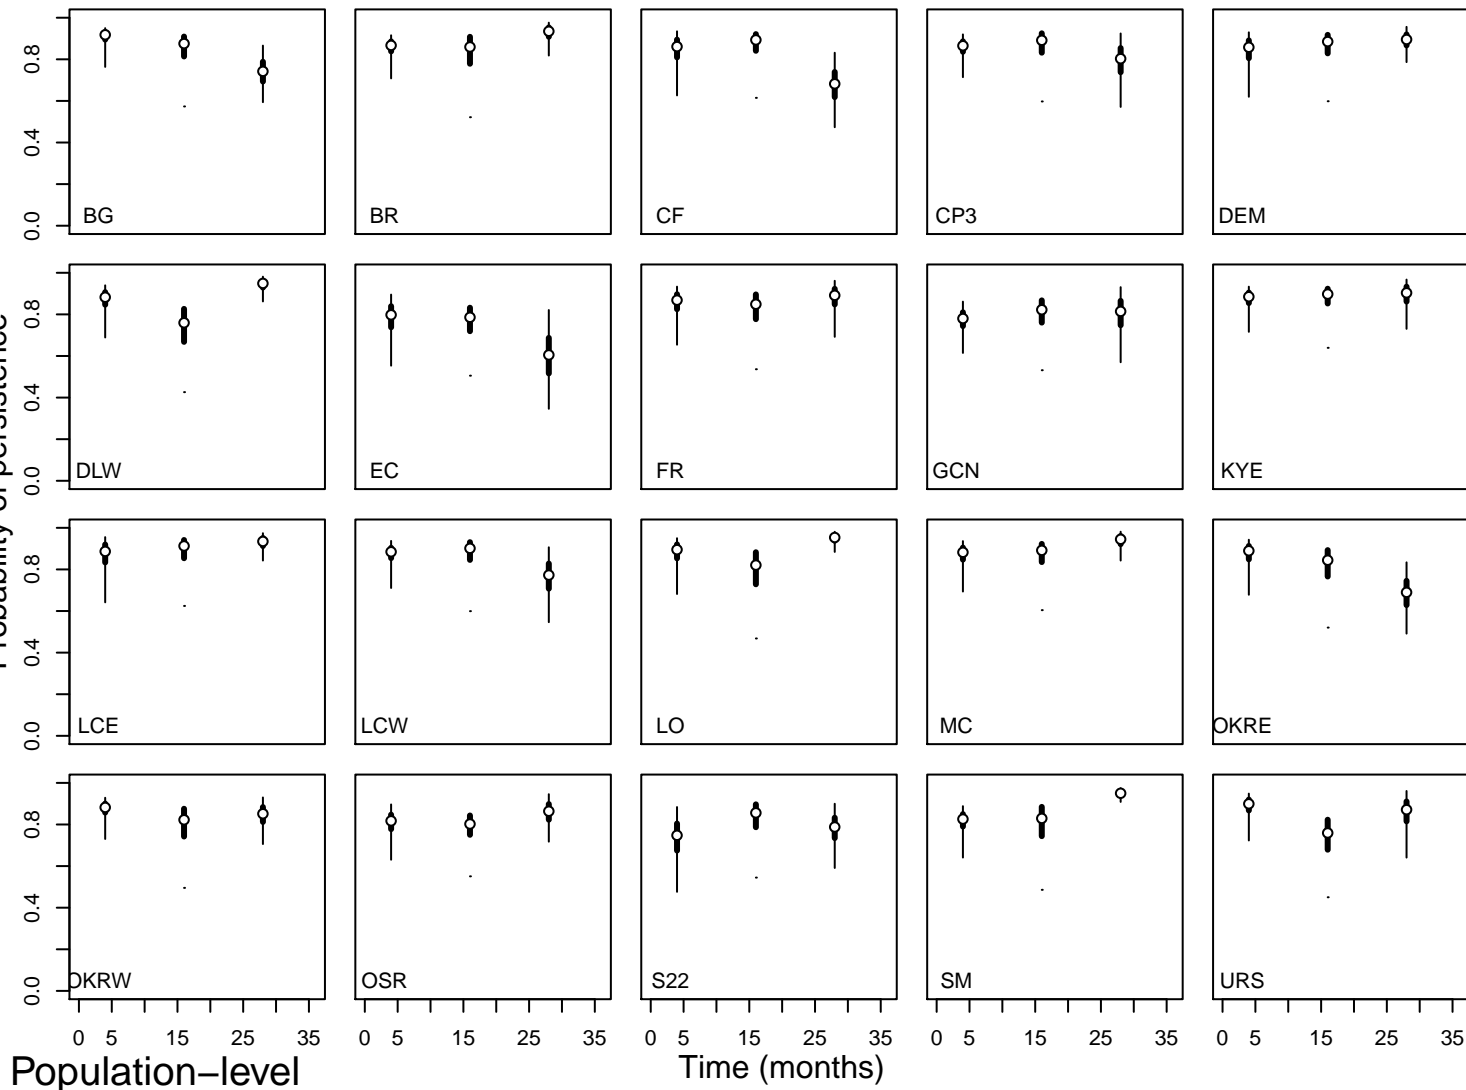 0.0 0.4 0.8
BG
BR
CF
CP3
DEM
0.0 0.4 0.8
DLW
EC
FR
GCN
KYE
Probability of persistence
0.0 0.4 0.8
LCE
LCW
LO
MC
OKRE
0.0 0.4 0.8
OKRW
OSR
S22
SM
URS
0 5 15 25 35
0 5 15 25 35
0 5 15 25 35
0 5 15 25 35
0 5 15 25 35
Time (months)
Population−level